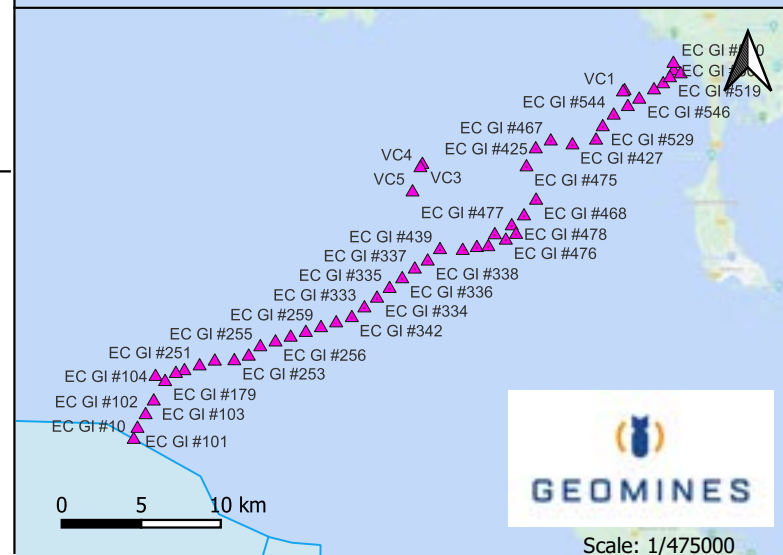 VC1
EC GI #519
EC GI #544
EC GI #546
EC GI #467
EC GI #529
EC GI #425
EC GI #427
VC4
VC3
EC GI #475
VC5
EC GI #477
EC GI #468
EC GI #439
EC GI #478
EC GI #476
EC GI #337
EC GI #338
EC GI #335
EC GI #336
EC GI #333
EC GI #334
EC GI #259
EC GI #342
EC GI #255
EC GI #251
EC GI #256
EC GI #253
EC GI #104
EC GI #179
EC GI #102
EC GI #103
EC GI #10
EC GI #101
0 5 10 km
GEOMINES
Scale: 1/475000